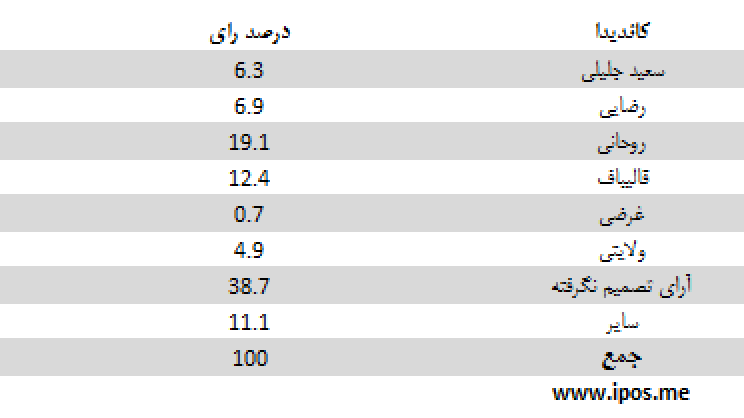 کاندیدا درصد رای
سعید جلیلی 6.3
رضایی 6.9
روحانی 19.1
قالیباف 12.4
غرضی 0.7
ولایتی 4.9
آرای تصمیم نگرفته 38.7
سایر 11.1
جمع 100
www.ipos.me